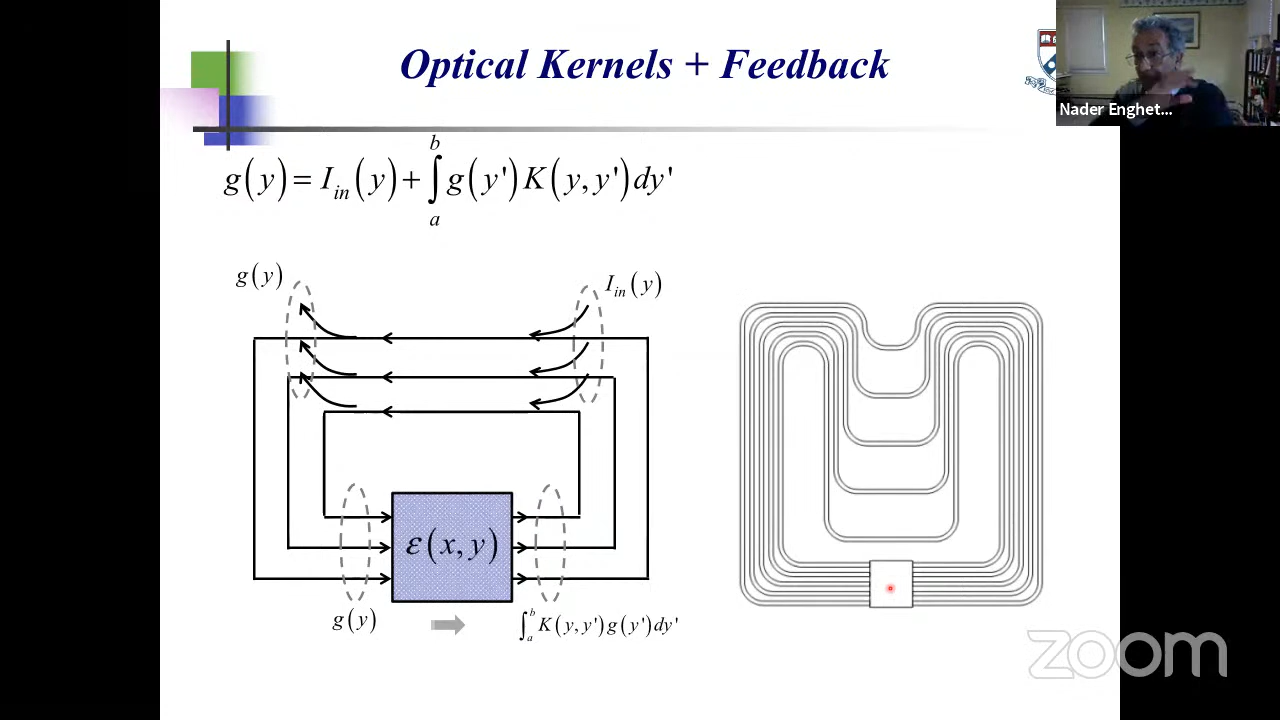 Optical Kernels + Feedback
Nader Enghet...
g(y) = I_in(y) + ∫_a^b g(y') K(y, y') dy'
g(y)
I_in(y)
ε(x, y)
g(y)
∫_a^b K(y, y') g(y') dy'
zoom